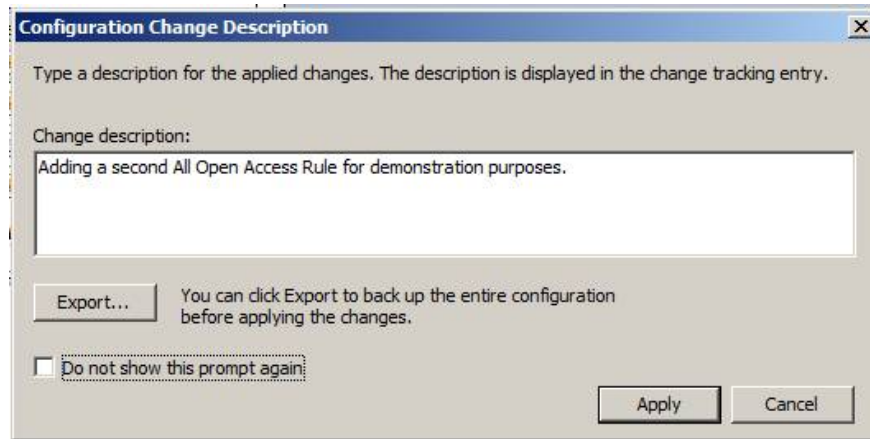 Configuration Change Description
Type a description for the applied changes. The description is displayed in the change tracking entry.
Change description:
Adding a second All Open Access Rule for demonstration purposes.
Export...
You can click Export to back up the entire configuration
before applying the changes.
Do not show this prompt again
Apply
Cancel